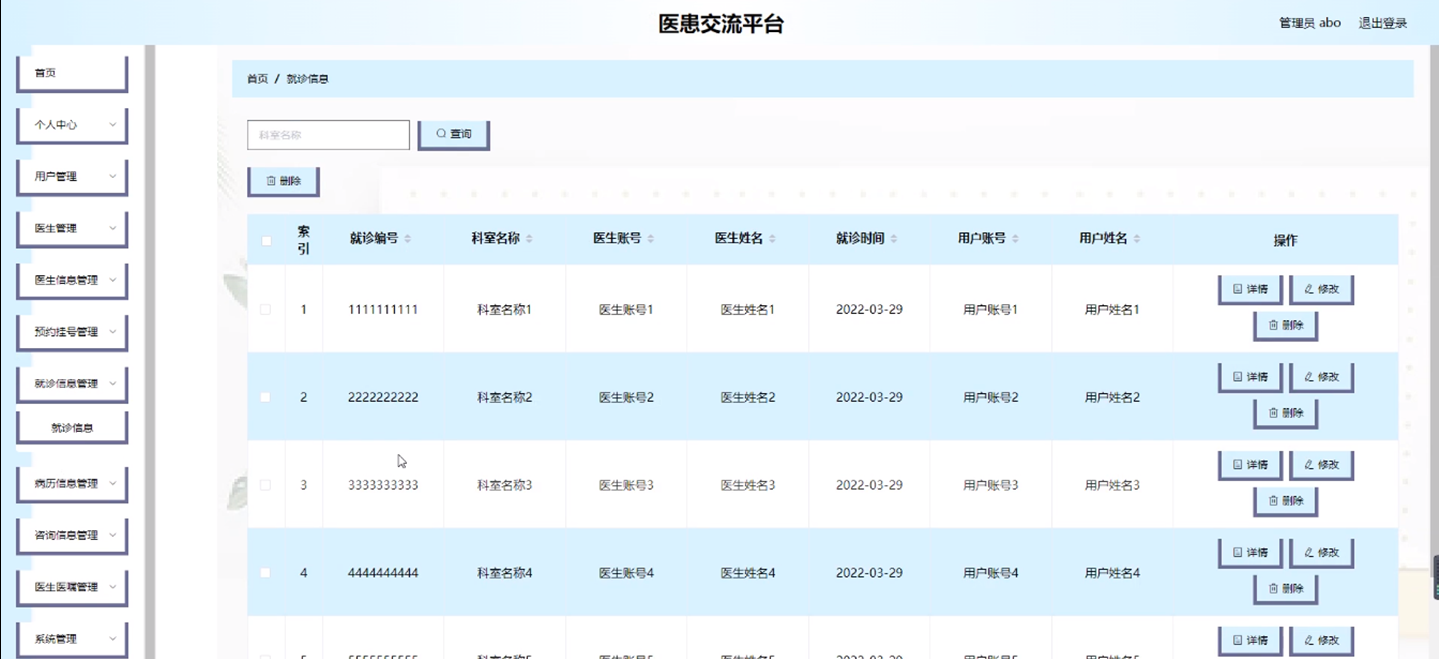 医患交流平台
管理员 abo 退出登录
首页
个人中心
用户管理
医生管理
医生信息管理
预约挂号管理
就诊信息管理
就诊信息
病历信息管理
咨询信息管理
医生医嘱管理
系统管理
首页 / 就诊信息
科室名称 查询
删除
索引 就诊编号 科室名称 医生账号 医生姓名 就诊时间 用户账号 用户姓名 操作
1 1111111111 科室名称1 医生账号1 医生姓名1 2022-03-29 用户账号1 用户姓名1 详情 修改
删除
2 2222222222 科室名称2 医生账号2 医生姓名2 2022-03-29 用户账号2 用户姓名2 详情 修改
删除
3 3333333333 科室名称3 医生账号3 医生姓名3 2022-03-29 用户账号3 用户姓名3 详情 修改
删除
4 4444444444 科室名称4 医生账号4 医生姓名4 2022-03-29 用户账号4 用户姓名4 详情 修改
删除
详情 修改